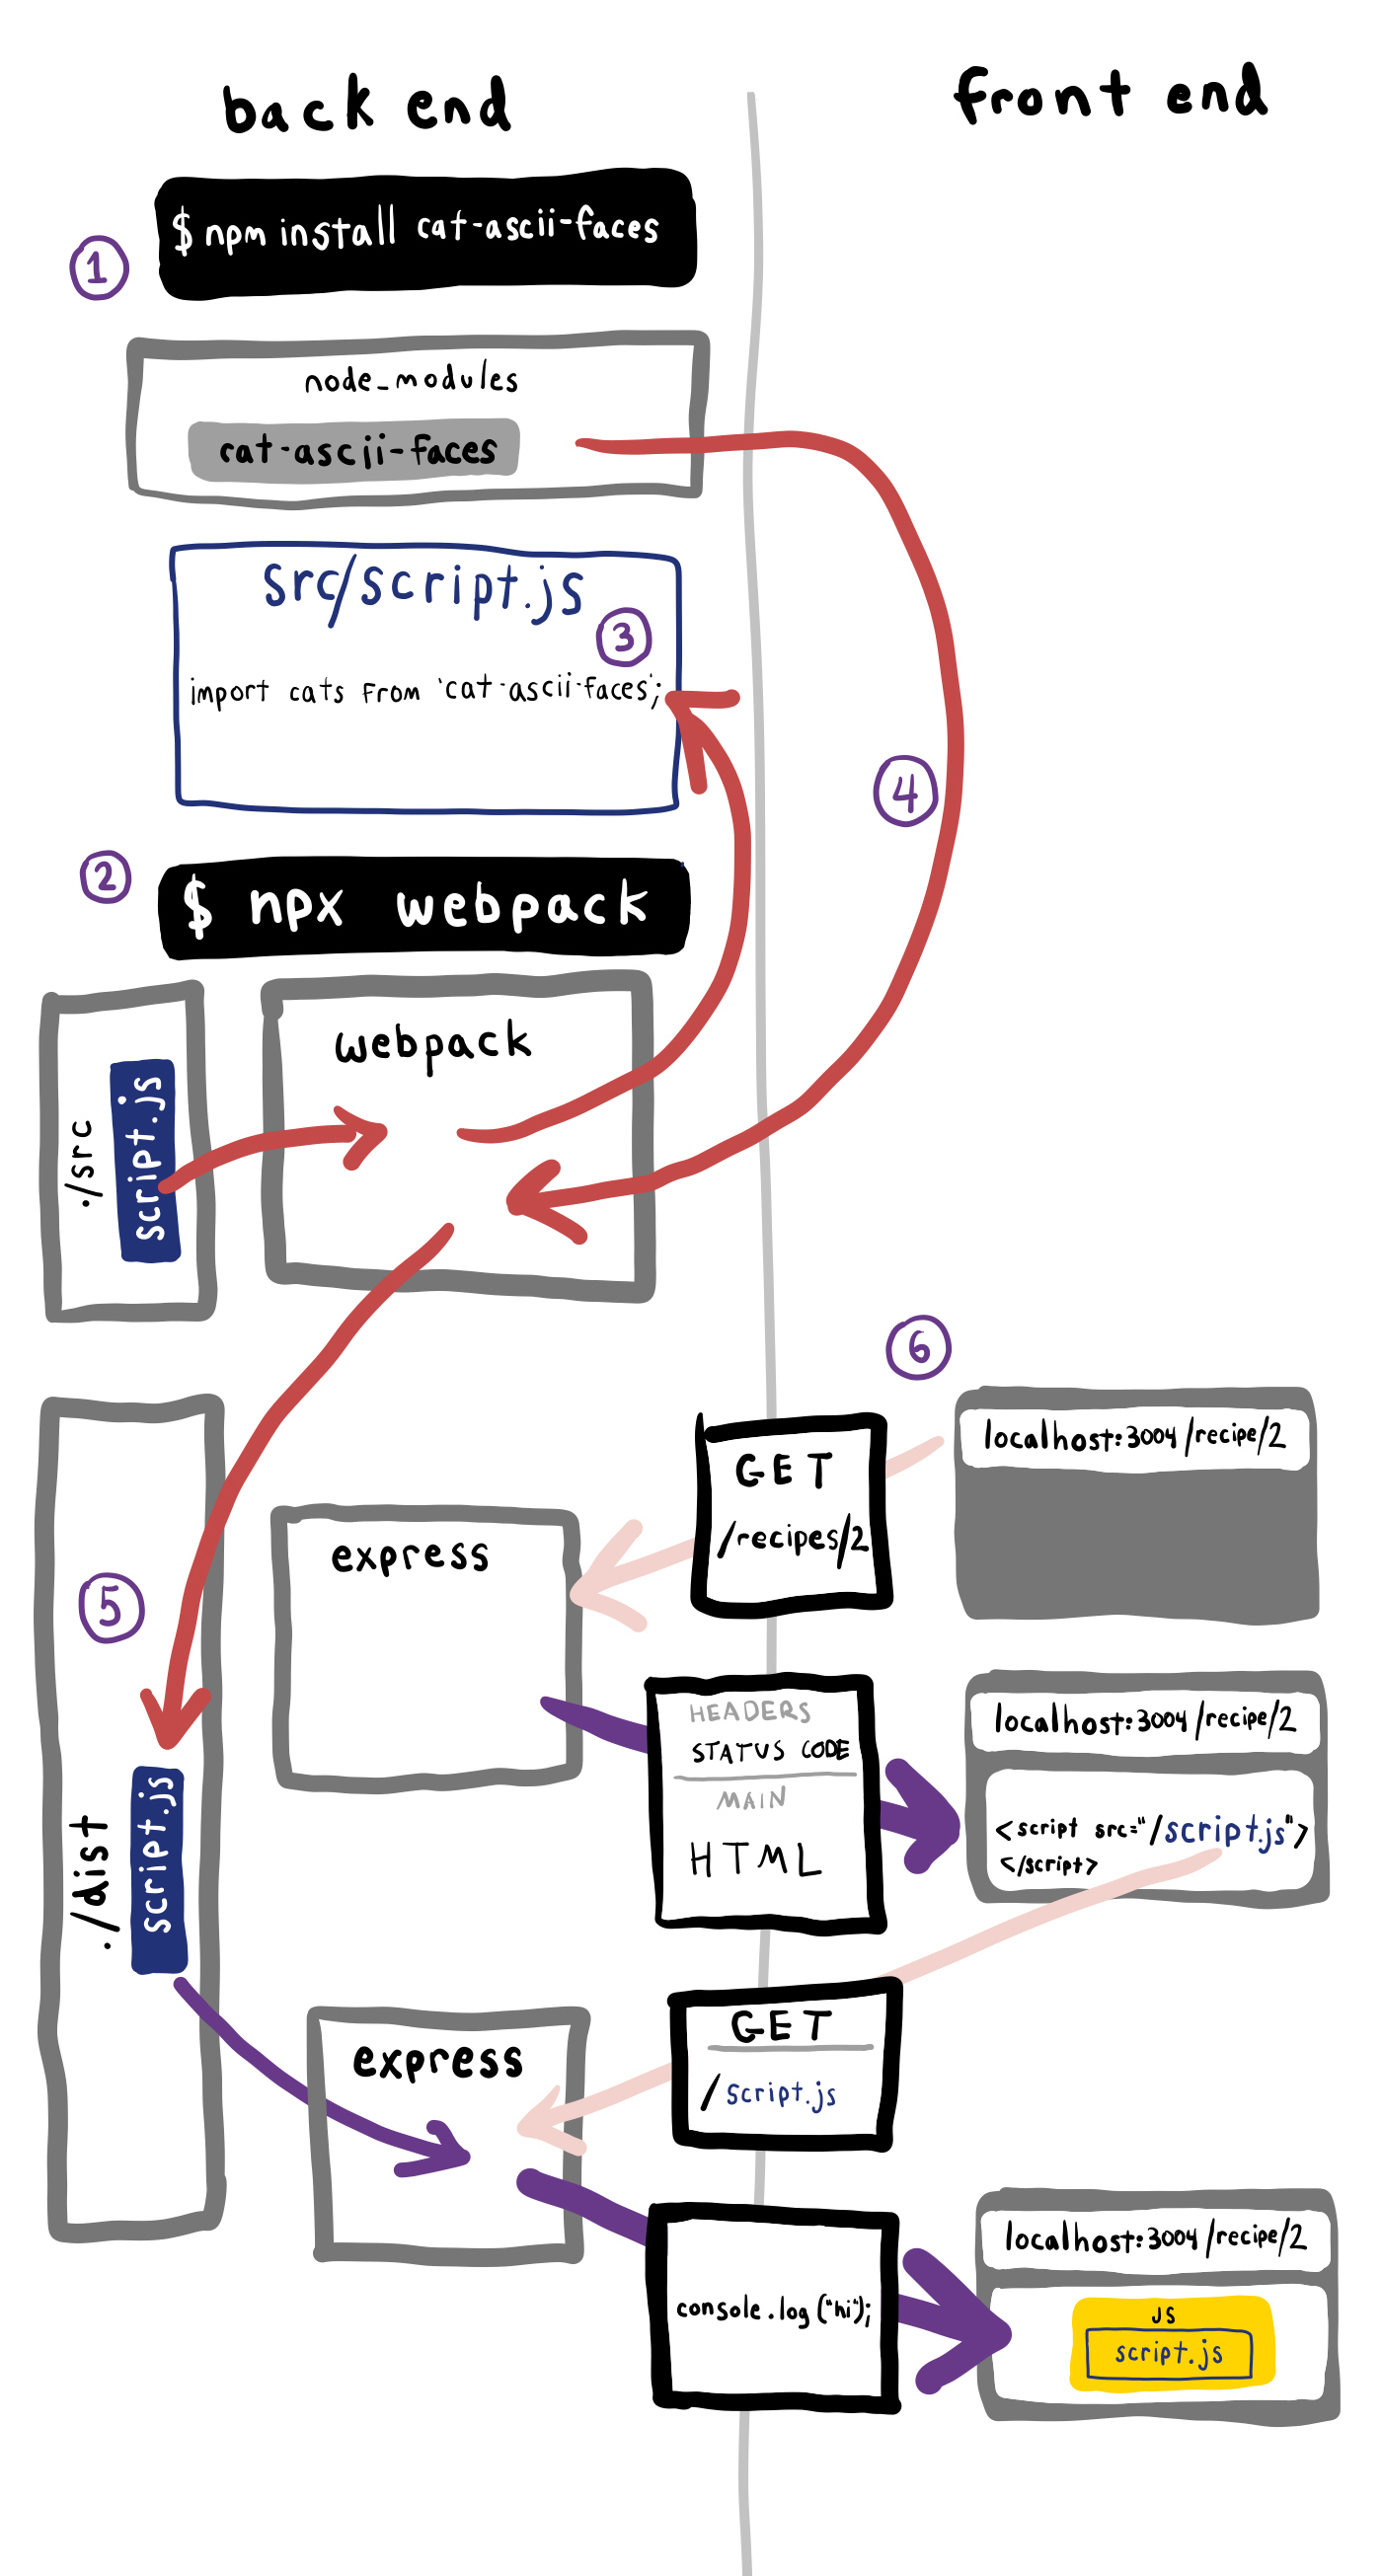 back end
front end
$ npm install cat-ascii-faces
1
node_modules
cat-ascii-faces
src/script.js
3
import cats from 'cat-ascii-faces';
4
2
$ npx webpack
webpack
./src
script.js
6
localhost:3004/recipe/2
GET
/recipes/2
express
5
HEADERS
STATUS CODE
MAIN
HTML
localhost:3004/recipe/2
<script src="/script.js">
</script>
./dist
script.js
GET
/script.js
express
console.log("hi");
localhost:3004/recipe/2
JS
script.js